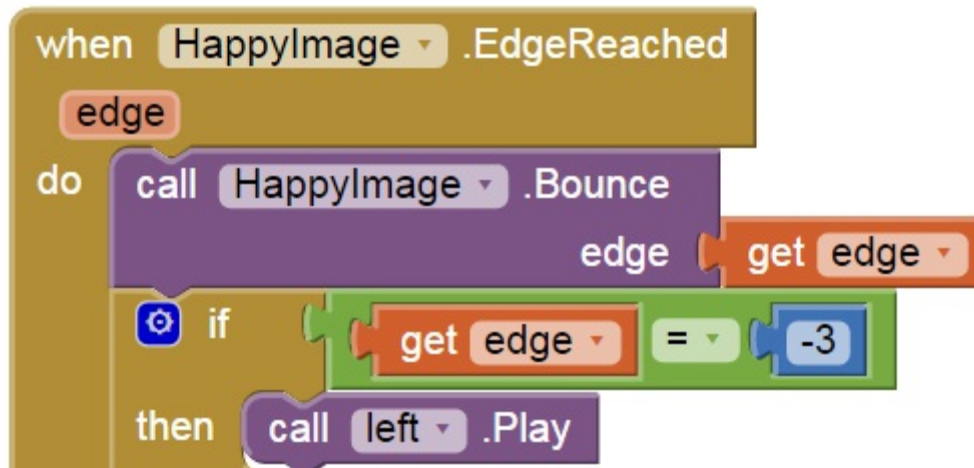 when HappyImage .EdgeReached
edge
do call HappyImage .Bounce
edge get edge
if get edge = -3
then call left .Play